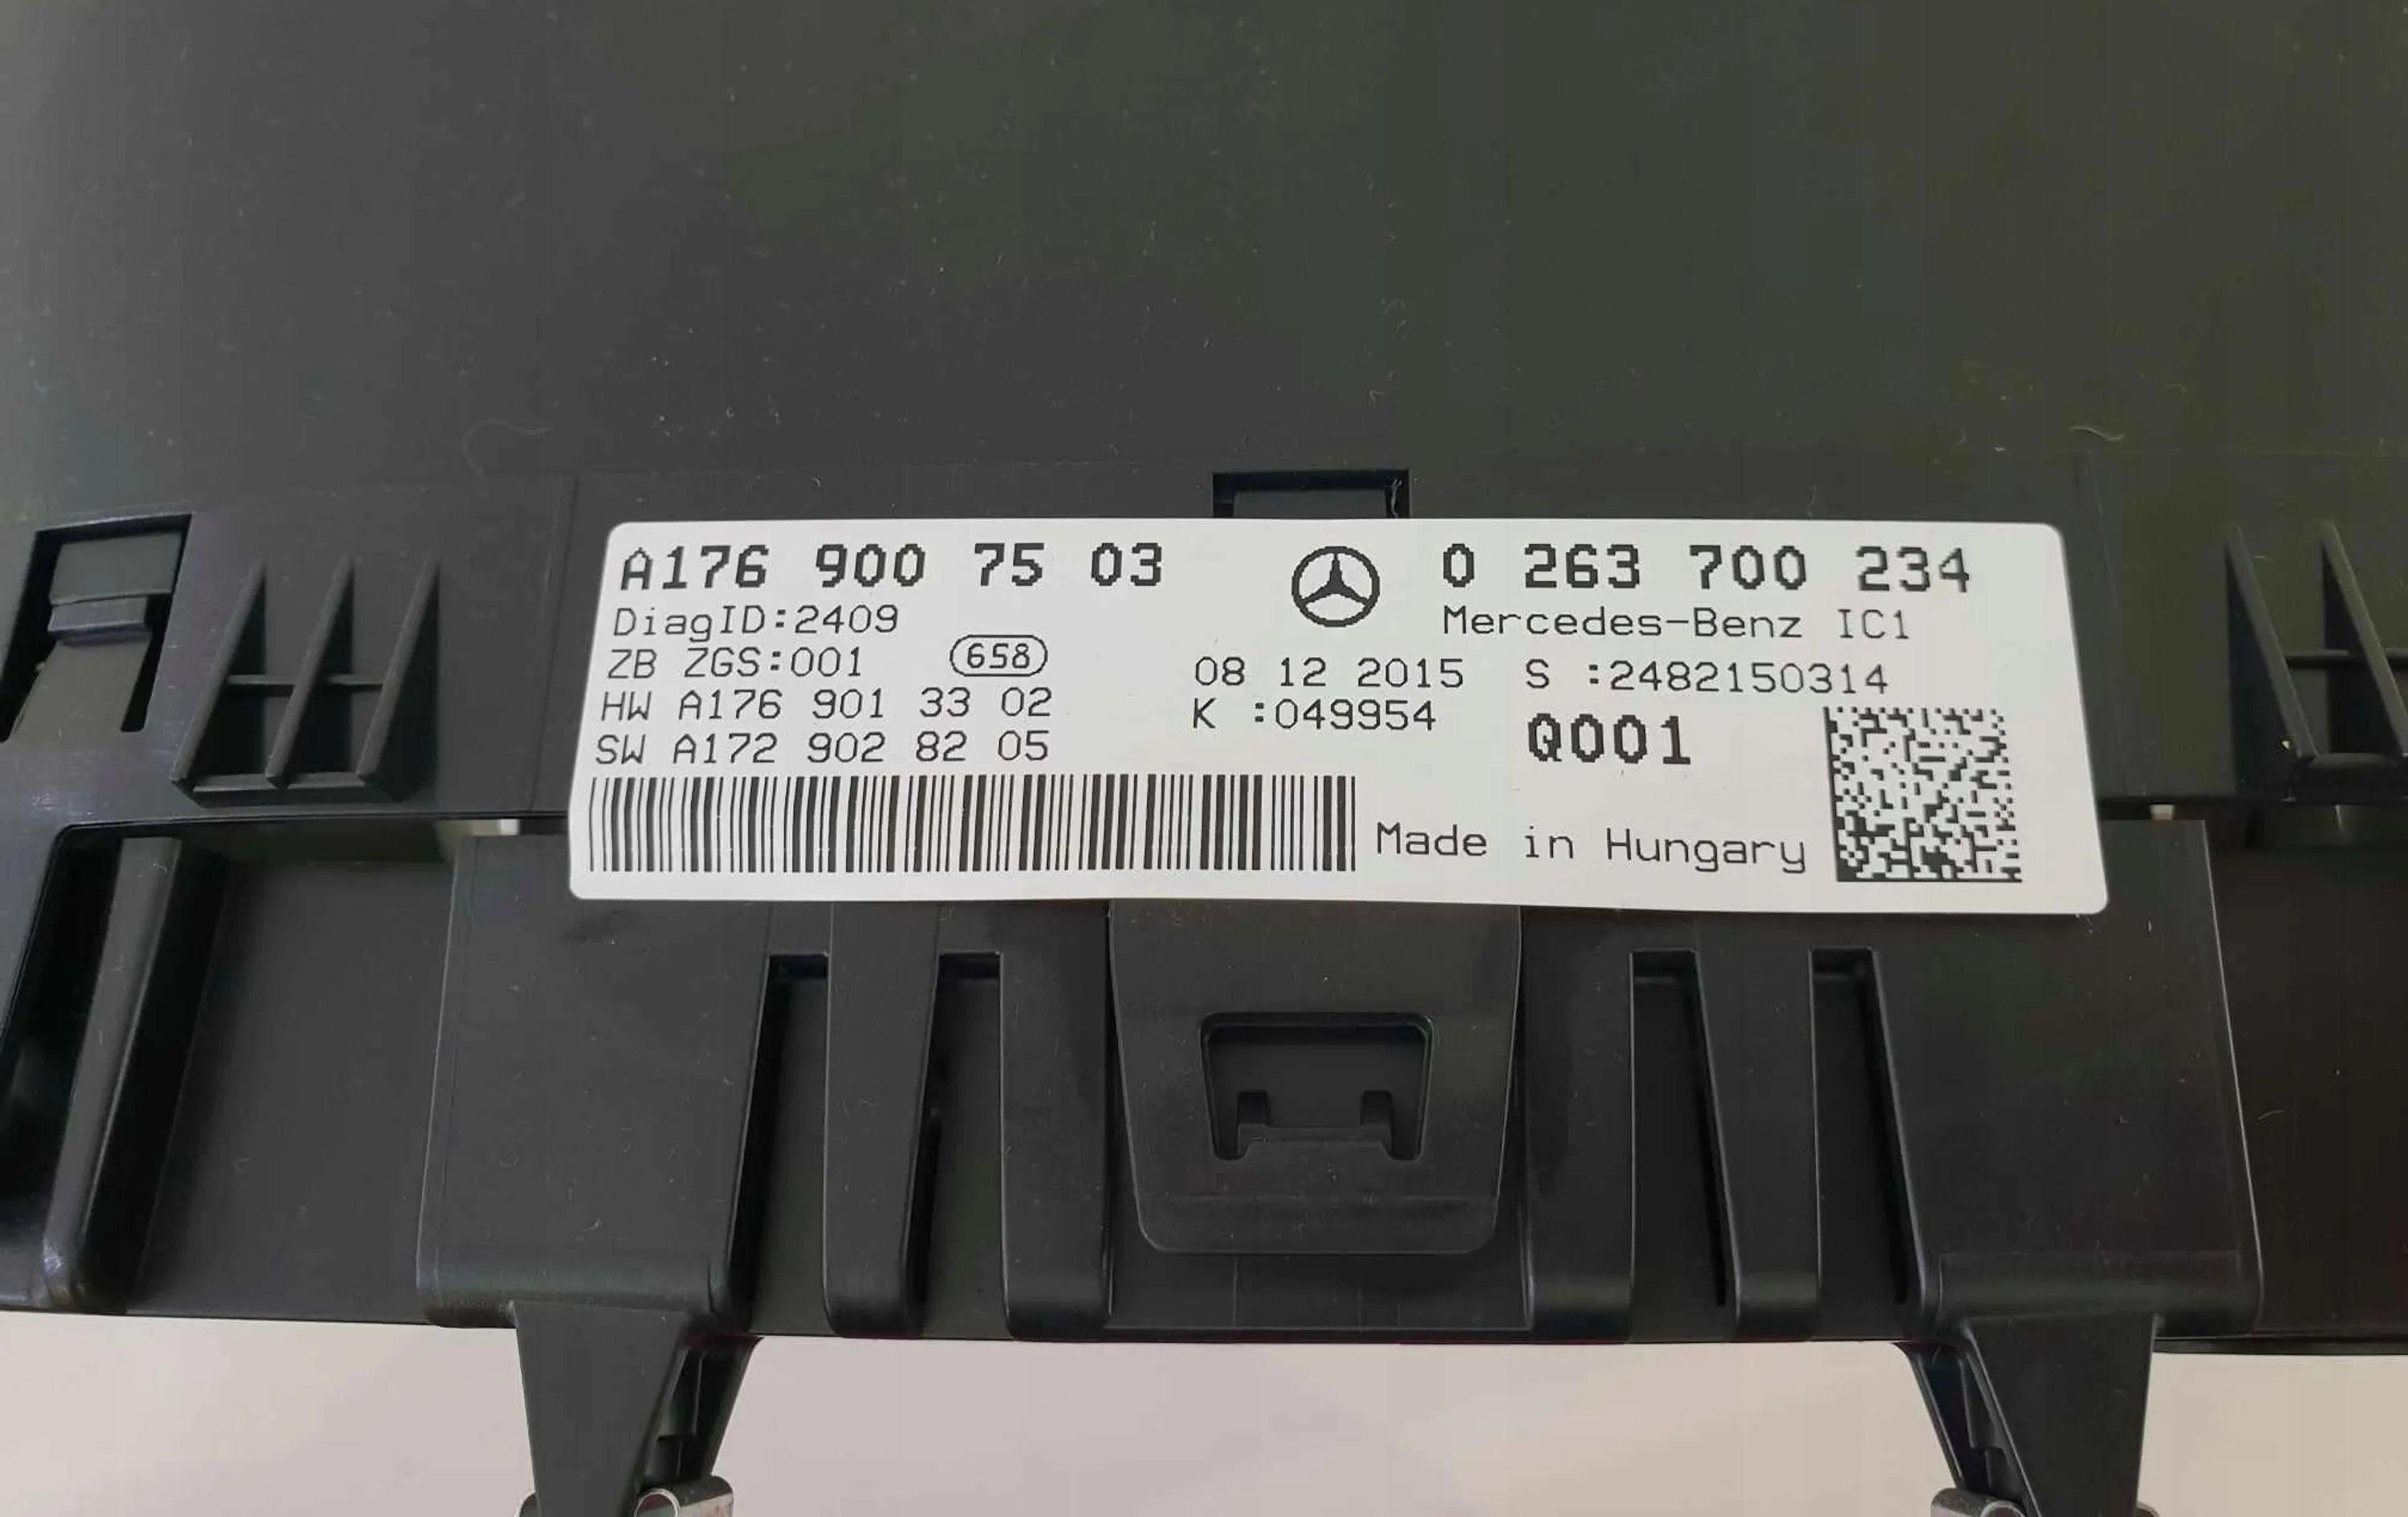 A176 900 75 03
DiagID:2409
ZB ZGS:001 658
HW A176 901 33 02
SW A172 902 82 05
0 263 700 234
Mercedes-Benz IC1
08 12 2015 S :2482150314
K :049954
Q001
Made in Hungary